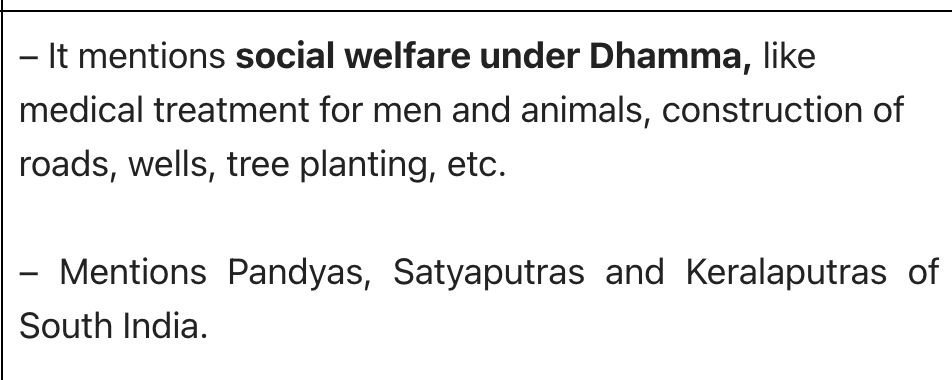 – It mentions social welfare under Dhamma, like
medical treatment for men and animals, construction of
roads, wells, tree planting, etc.
– Mentions Pandyas, Satyaputras and Keralaputras of
South India.